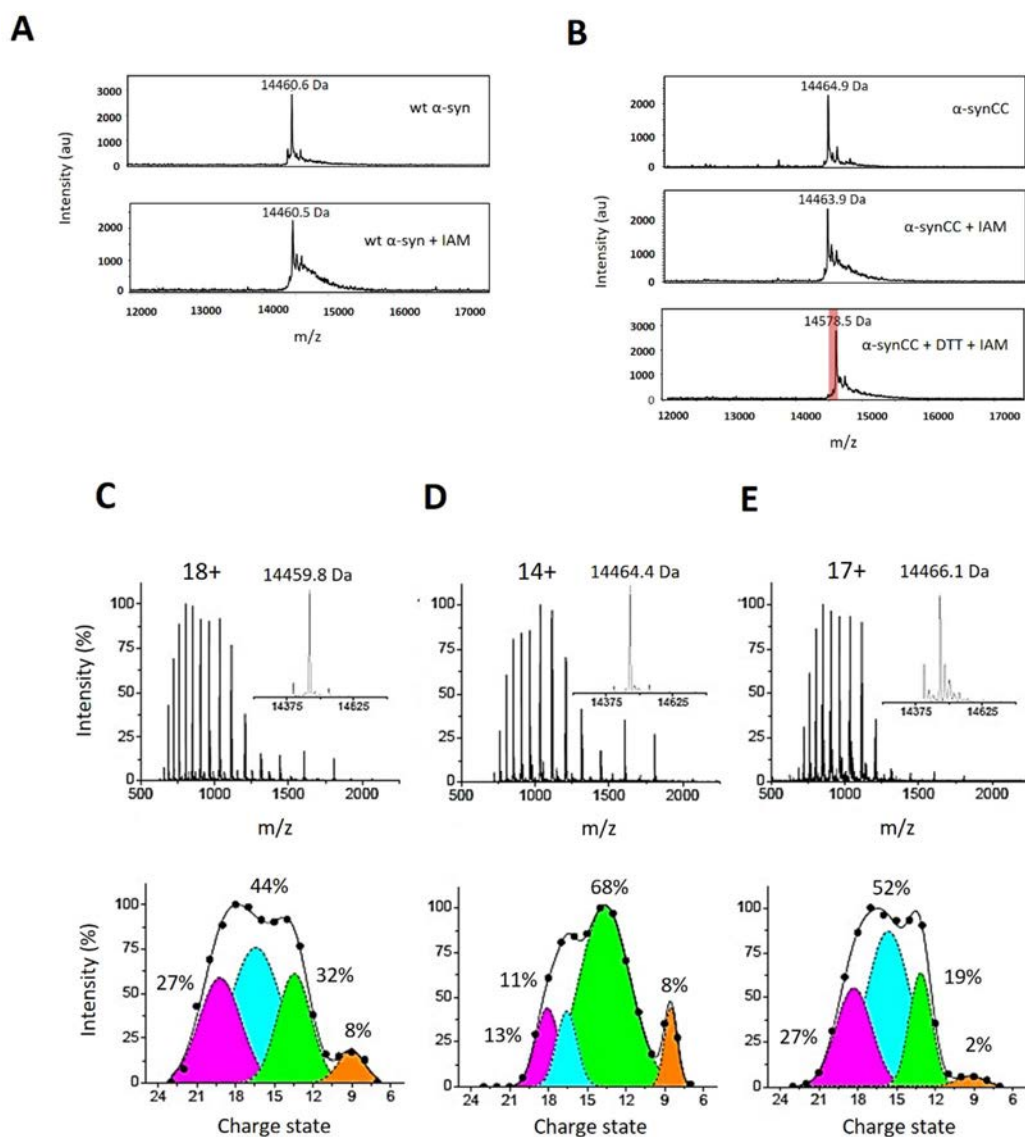 A
14460.6 Da
wt α-syn
3000
2000
1000
0
14460.5 Da
wt α-syn + IAM
2000
1000
0
12000 13000 14000 15000 16000 17000
m/z
Intensity (au)
B
14464.9 Da
α-synCC
2000
1000
0
14463.9 Da
α-synCC + IAM
2000
1000
0
14578.5 Da
α-synCC + DTT + IAM
3000
2000
1000
0
12000 13000 14000 15000 16000 17000
m/z
Intensity (au)
C
18+
14459.8 Da
14375 14625
100
75
50
25
0
500 1000 1500 2000
m/z
Intensity (%)
D
14+
14464.4 Da
14375 14625
100
75
50
25
0
500 1000 1500 2000
m/z
E
17+
14466.1 Da
14375 14625
100
75
50
25
0
500 1000 1500 2000
m/z
44%
27%
32%
8%
100
75
50
25
0
24 21 18 15 12 9 6
Charge state
Intensity (%)
68%
11%
13%
8%
100
75
50
25
0
24 21 18 15 12 9 6
Charge state
52%
27%
19%
2%
100
75
50
25
0
24 21 18 15 12 9 6
Charge state